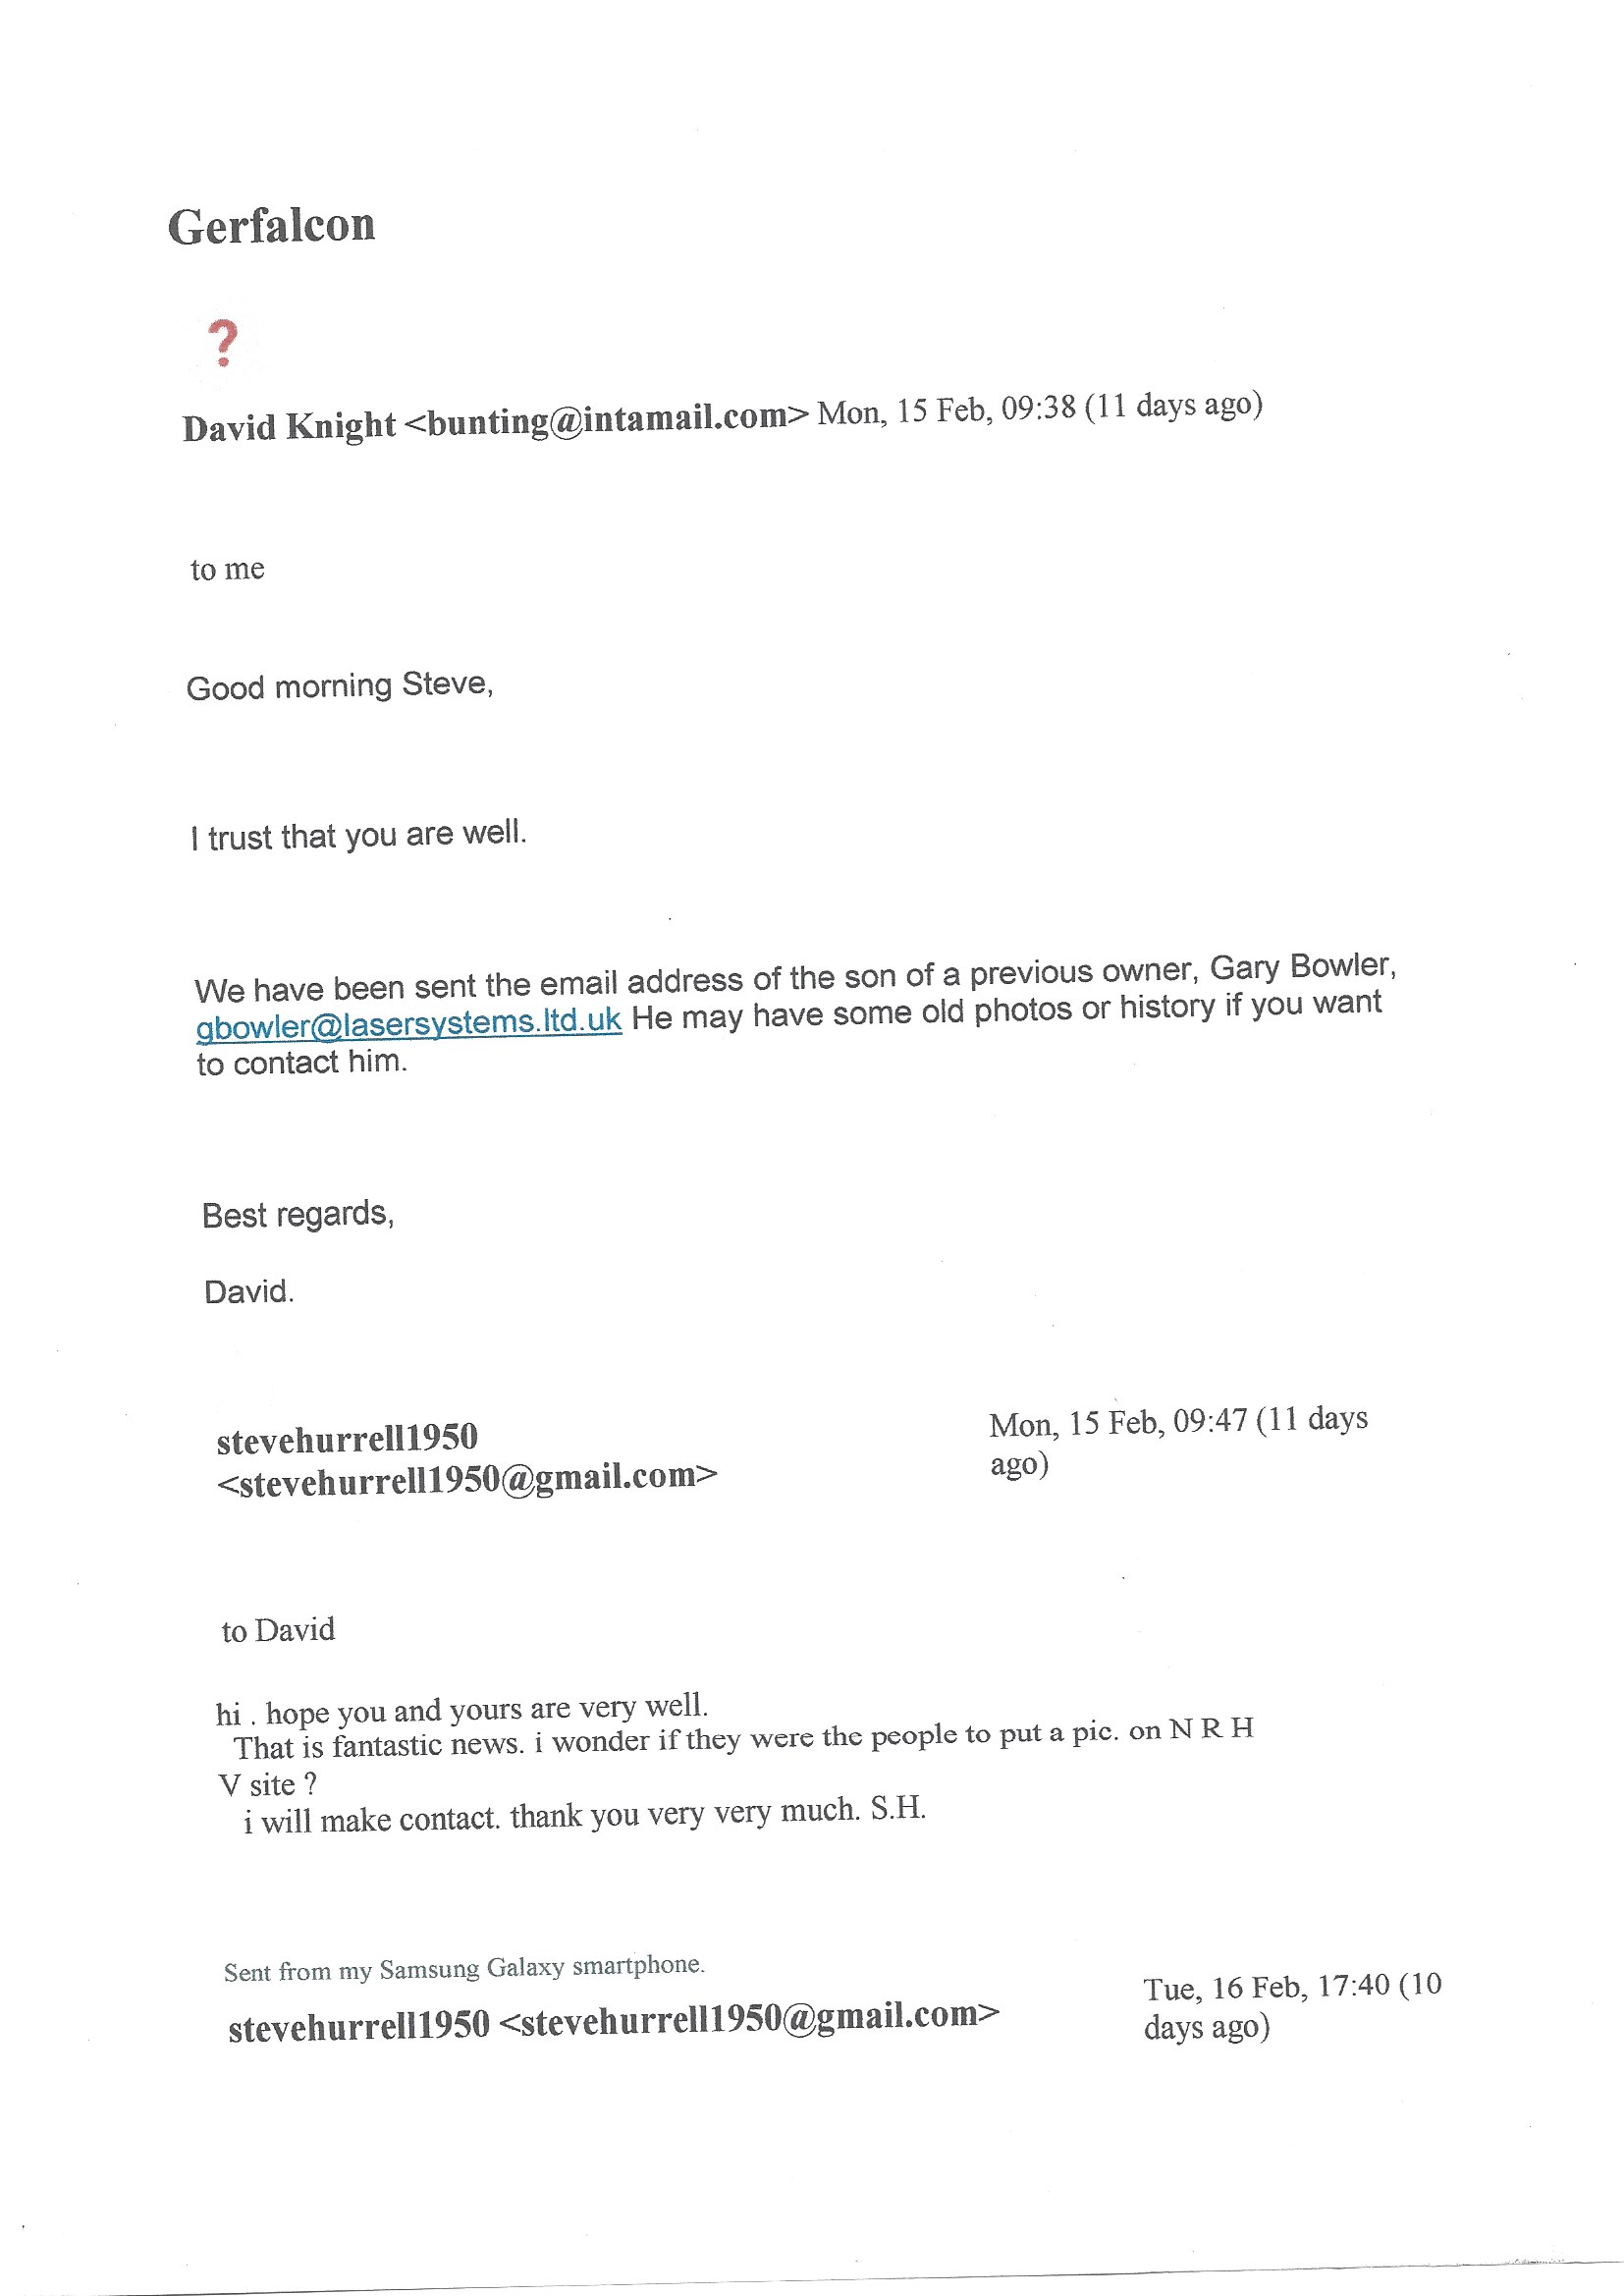 Gerfalcon
?
David Knight <bunting@intamail.com> Mon, 15 Feb, 09:38 (11 days ago)
to me
Good morning Steve,
I trust that you are well.
We have been sent the email address of the son of a previous owner, Gary Bowler,
gbowler@lasersystems.ltd.uk He may have some old photos or history if you want
to contact him.
Best regards,
David.
stevehurrell1950
<stevehurrell1950@gmail.com>
Mon, 15 Feb, 09:47 (11 days
ago)
to David
hi . hope you and yours are very well.
That is fantastic news. i wonder if they were the people to put a pic. on N R H
V site ?
i will make contact. thank you very very much. S.H.
Sent from my Samsung Galaxy smartphone.
stevehurrell1950 <stevehurrell1950@gmail.com>
Tue, 16 Feb, 17:40 (10
days ago)